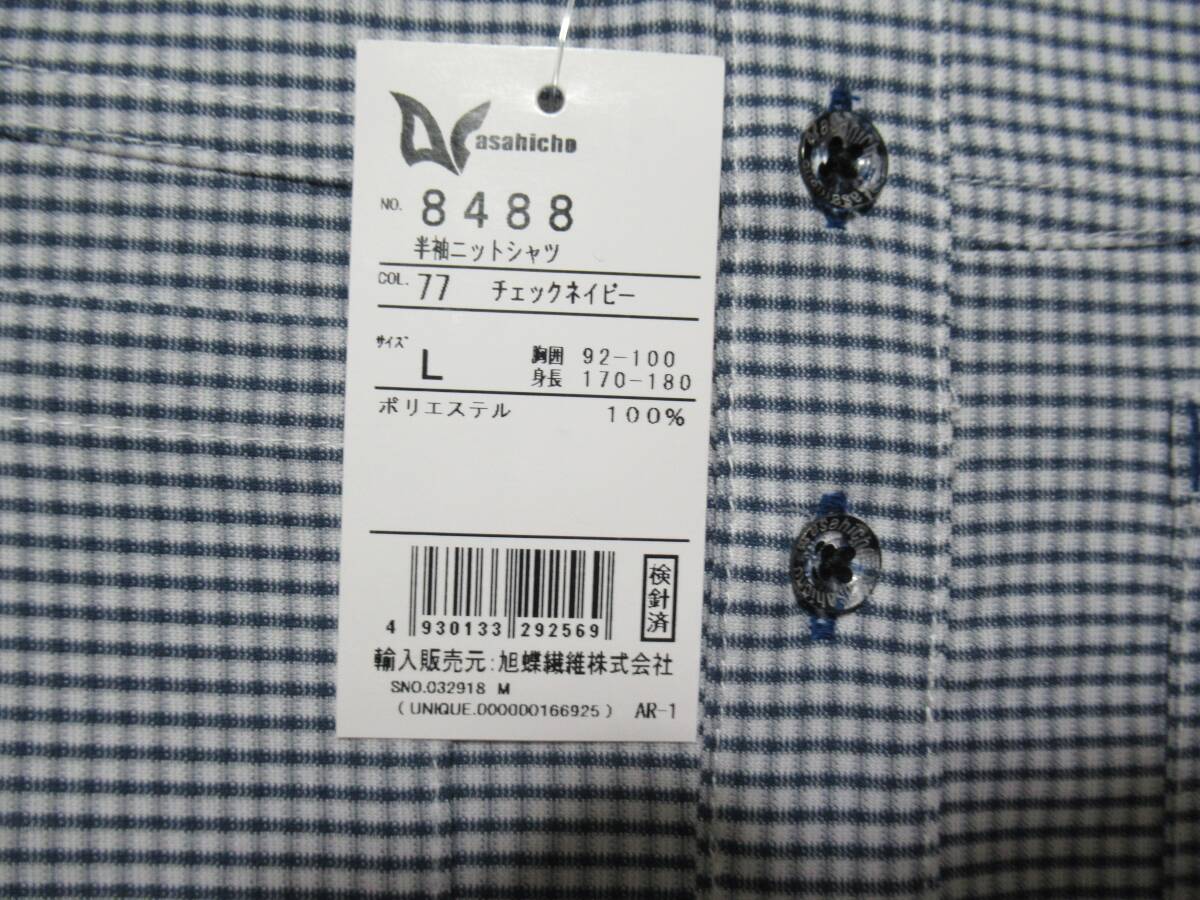 asahicho
NO. 8488
半袖ニットシャツ
COL. 77 チェックネイビー
サイズ L
胸囲 92-100
身長 170-180
ポリエステル 100%
4 930133 292569
検針済
輸入販売元:旭蝶繊維株式会社
SNO.032918 M
(UNIQUE.000000166925) AR-1
asahicho